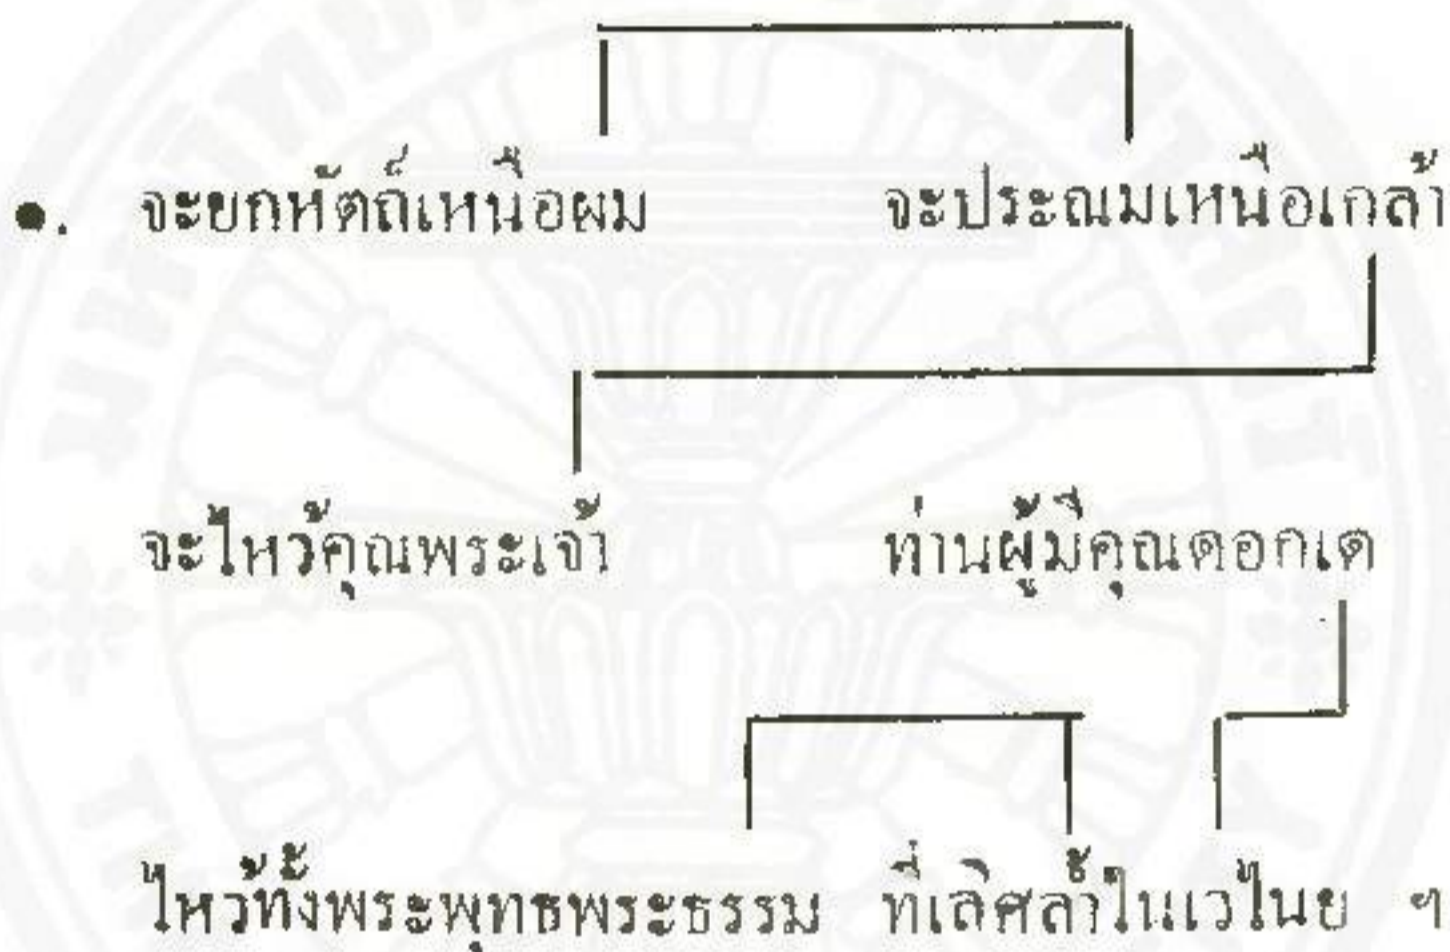 ●. จะยกหัตถ์เหนือผม จะประณมเหนือเกล้า
จะไหว้คุณพระเจ้า ท่านผู้มีคุณดอกเด
ไหว้ทั้งพระพุทธพระธรรม ที่เลิศล้ำในเวไนย ฯ